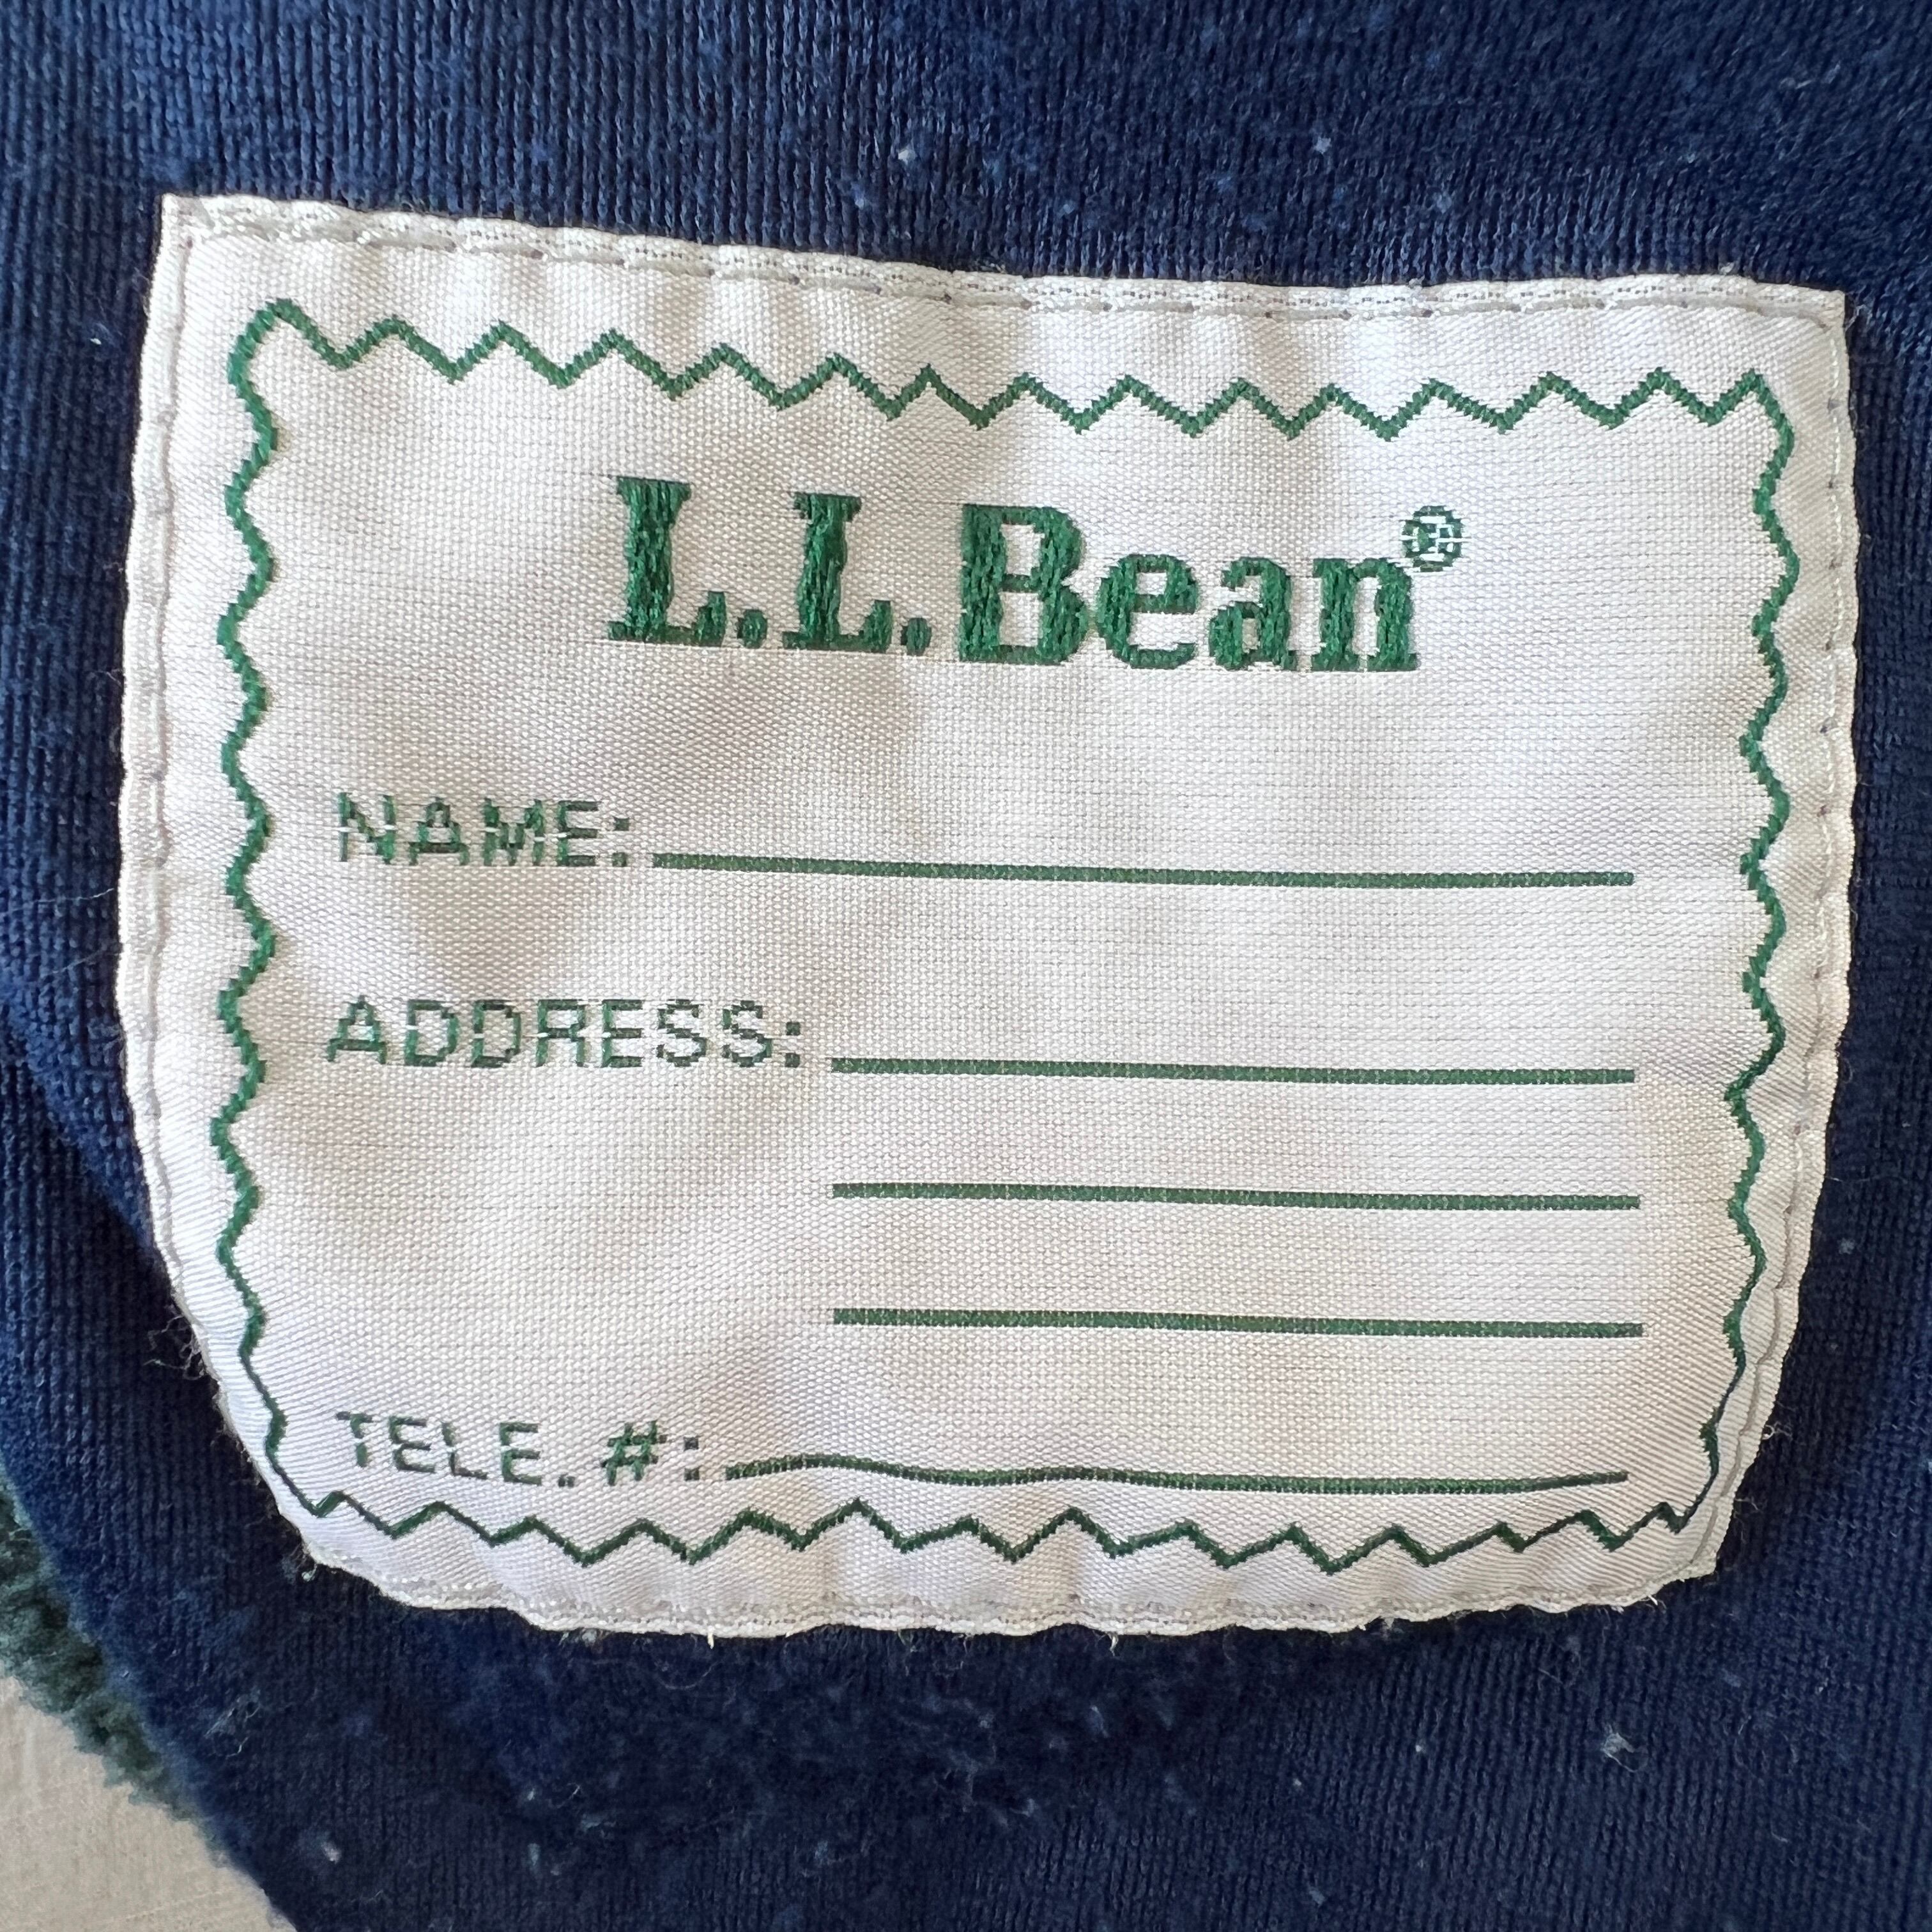 L.L.Bean®
NAME:
ADDRESS:
TELE. #: